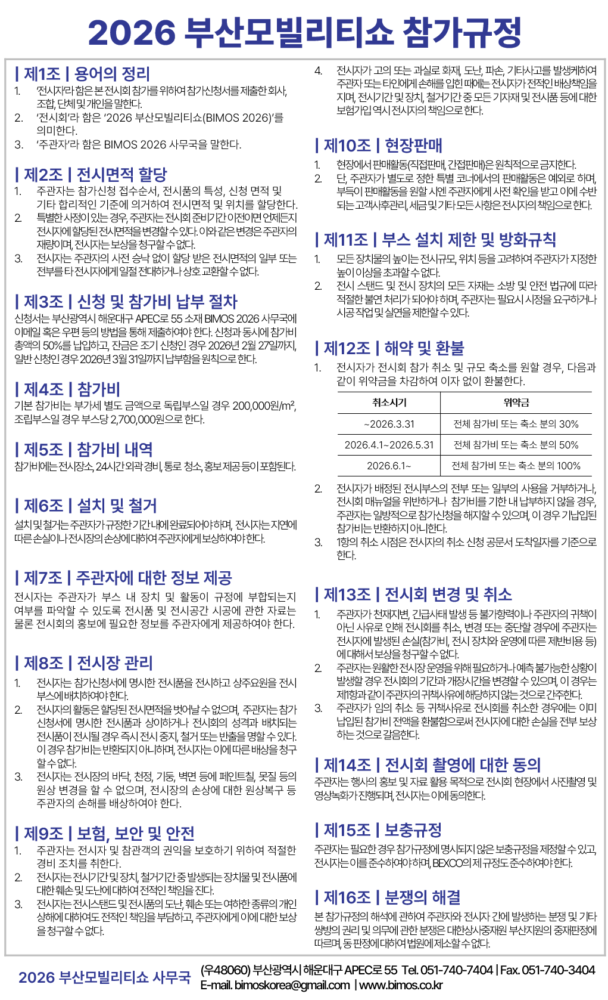 2026 부산모빌리티쇼 참가규정
| 제1조 | 용어의 정리
1. '전시자'라 함은 본 전시회 참가를 위하여 참가신청서를 제출한 회사,
조합, 단체 및 개인을 말한다.
2. '전시회'라 함은 '2026 부산모빌리티쇼(BIMOS 2026)'를
의미한다.
3. '주관자'라 함은 BIMOS 2026 사무국을 말한다.
| 제2조 | 전시면적 할당
1. 주관자는 참가신청 접수순서, 전시품의 특성, 신청 면적 및
기타 합리적인 기준에 의거하여 전시면적 및 위치를 할당한다.
2. 특별한 사정이 있는 경우, 주관자는 전시회 준비기간 이전이면 언제든지
전시자에 할당된 전시면적을 변경할 수 있다. 이와 같은 변경은 주관자의
재량이며, 전시자는 보상을 청구할 수 없다.
3. 전시자는 주관자의 사전 승낙 없이 할당 받은 전시면적의 일부 또는
전부를 타 전시자에게 일절 전대하거나 상호 교환할 수 없다.
| 제3조 | 신청 및 참가비 납부 절차
신청서는 부산광역시 해운대구 APEC로 55 소재 BIMOS 2026 사무국에
이메일 혹은 우편 등의 방법을 통해 제출하여야 한다. 신청과 동시에 참가비
총액의 50%를 납입하고, 잔금은 조기 신청인 경우 2026년 2월 27일까지,
일반 신청인 경우 2026년 3월 31일까지 납부함을 원칙으로 한다.
| 제4조 | 참가비
기본 참가비는 부가세 별도 금액으로 독립부스일 경우 200,000원/m²,
조립부스일 경우 부스당 2,700,000원으로 한다.
| 제5조 | 참가비 내역
참가비에는 전시장소, 24시간 외곽 경비, 통로 청소, 홍보 제공 등이 포함된다.
| 제6조 | 설치 및 철거
설치 및 철거는 주관자가 규정한 기간 내에 완료되어야 하며, 전시자는 지연에
따른 손실이나 전시장의 손상에 대하여 주관자에게 보상하여야 한다.
| 제7조 | 주관자에 대한 정보 제공
전시자는 주관자가 부스 내 장치 및 활동이 규정에 부합되는지
여부를 파악할 수 있도록 전시품 및 전시공간 시공에 관한 자료는
물론 전시회의 홍보에 필요한 정보를 주관자에게 제공하여야 한다.
| 제8조 | 전시장 관리
1. 전시자는 참가신청서에 명시한 전시품을 전시하고 상주요원을 전시
부스에 배치하여야 한다.
2. 전시자의 활동은 할당된 전시면적을 벗어날 수 없으며, 주관자는 참가
신청서에 명시한 전시품과 상이하거나 전시회의 성격과 배치되는
전시품이 전시될 경우 즉시 전시 중지, 철거 또는 반출을 명할 수 있다.
이 경우 참가비는 반환되지 아니하며, 전시자는 이에 따른 배상을 청구
할 수 없다.
3. 전시자는 전시장의 바닥, 천정, 기둥, 벽면 등에 페인트칠, 못질 등의
원상 변경을 할 수 없으며, 전시장의 손상에 대한 원상복구 등
주관자의 손해를 배상하여야 한다.
| 제9조 | 보험, 보안 및 안전
1. 주관자는 전시자 및 참관객의 권익을 보호하기 위하여 적절한
경비 조치를 취한다.
2. 전시자는 전시기간 및 장치, 철거기간 중 발생되는 장치물 및 전시품에
대한 훼손 및 도난에 대하여 전적인 책임을 진다.
3. 전시자는 전시스탠드 및 전시품의 도난, 훼손 또는 여하한 종류의 개인
상해에 대하여도 전적인 책임을 부담하고, 주관자에게 이에 대한 보상
을 청구할 수 없다.
4. 전시자가 고의 또는 과실로 화재, 도난, 파손, 기타사고를 발생케하여
주관자 또는 타인에게 손해를 입힌 때에는 전시자가 전적인 배상책임을
지며, 전시기간 및 장치, 철거기간 중 모든 기자재 및 전시품 등에 대한
보험가입 역시 전시자의 책임으로 한다.
| 제10조 | 현장판매
1. 현장에서 판매활동(직접판매, 간접판매)은 원칙적으로 금지한다.
2. 단, 주관자가 별도로 정한 특별 코너에서의 판매활동은 예외로 하며,
부득이 판매활동을 원할 시엔 주관자에게 사전 확인을 받고 이에 수반
되는 고객사후관리, 세금 및 기타 모든 사항은 전시자의 책임으로 한다.
| 제11조 | 부스 설치 제한 및 방화규칙
1. 모든 장치물의 높이는 전시규모, 위치 등을 고려하여 주관자가 지정한
높이 이상을 초과할 수 없다.
2. 전시 스탠드 및 전시 장치의 모든 자재는 소방 및 안전 법규에 따라
적절한 불연 처리가 되어야 하며, 주관자는 필요시 시정을 요구하거나
시공 작업 및 실연을 제한할 수 있다.
| 제12조 | 해약 및 환불
1. 전시자가 전시회 참가 취소 및 규모 축소를 원할 경우, 다음과
같이 위약금을 차감하여 이자 없이 환불한다.
취소시기 위약금
~2026.3.31 전체 참가비 또는 축소 분의 30%
2026.4.1~2026.5.31 전체 참가비 또는 축소 분의 50%
2026.6.1~ 전체 참가비 또는 축소 분의 100%
2. 전시자가 배정된 전시부스의 전부 또는 일부의 사용을 거부하거나,
전시회 매뉴얼을 위반하거나 참가비를 기한 내 납부하지 않을 경우,
주관자는 일방적으로 참가신청을 해지할 수 있으며, 이 경우 기납입된
참가비는 반환하지 아니한다.
3. 1항의 취소 시점은 전시자의 취소 신청 공문서 도착일자를 기준으로
한다.
| 제13조 | 전시회 변경 및 취소
1. 주관자가 천재지변, 긴급사태 발생 등 불가항력이나 주관자의 귀책이
아닌 사유로 인해 전시회를 취소, 변경 또는 중단할 경우에 주관자는
전시자에 발생된 손실(참가비, 전시 장치와 운영에 따른 제반비용 등)
에 대해서 보상을 청구할 수 없다.
2. 주관자는 원활한 전시장 운영을 위해 필요하거나 예측 불가능한 상황이
발생할 경우 전시회의 기간과 개장시간을 변경할 수 있으며, 이 경우는
제1항과 같이 주관자의 귀책사유에 해당하지 않는 것으로 간주한다.
3. 주관자가 임의 취소 등 귀책사유로 전시회를 취소한 경우에는 이미
납입된 참가비 전액을 환불함으로써 전시자에 대한 손실을 전부 보상
하는 것으로 갈음한다.
| 제14조 | 전시회 촬영에 대한 동의
주관자는 행사의 홍보 및 자료 활용 목적으로 전시회 현장에서 사진촬영 및
영상녹화가 진행되며, 전시자는 이에 동의한다.
| 제15조 | 보충규정
주관자는 필요한 경우 참가규정에 명시되지 않은 보충규정을 제정할 수 있고,
전시자는 이를 준수하여야 하며, BEXCO의 제 규정도 준수하여야 한다.
| 제16조 | 분쟁의 해결
본 참가규정의 해석에 관하여 주관자와 전시자 간에 발생하는 분쟁 및 기타
쌍방의 권리 및 의무에 관한 분쟁은 대한상사중재원 부산지원의 중재판정에
따르며, 동 판정에 대하여 법원에 제소할 수 없다.
2026 부산모빌리티쇼 사무국
(우48060) 부산광역시 해운대구 APEC로 55 Tel. 051-740-7404 | Fax. 051-740-3404
E-mail. bimoskorea@gmail.com | www.bimos.co.kr